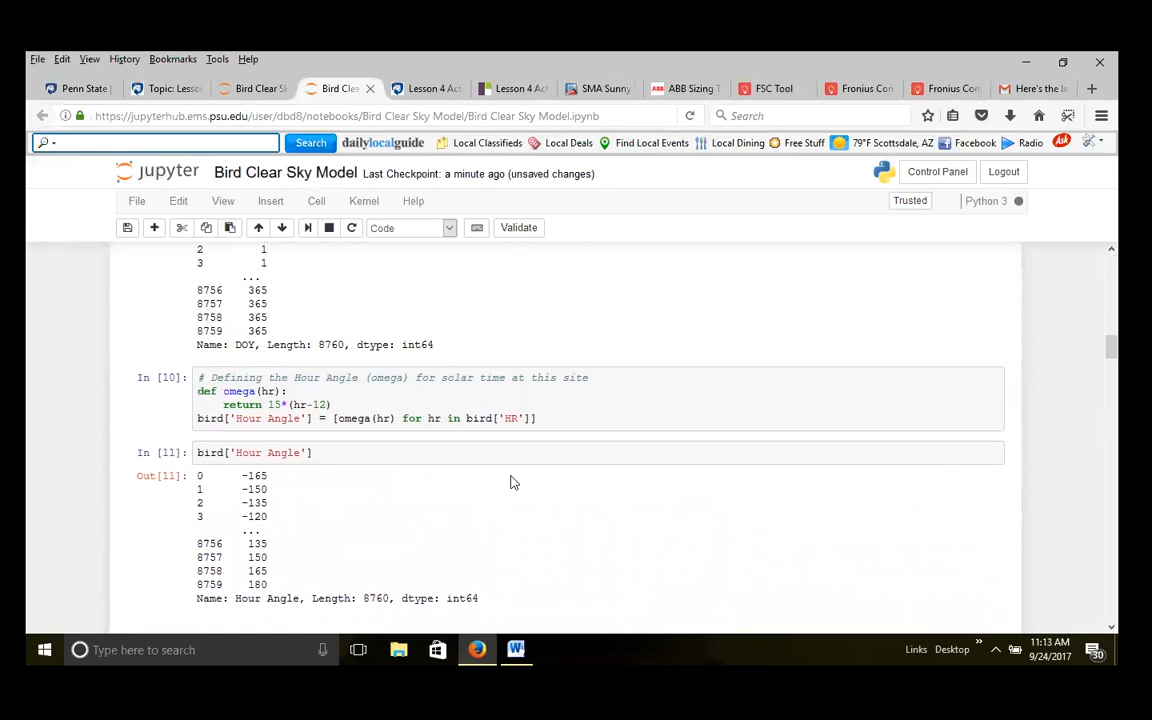 File Edit View History Bookmarks Tools Help
Penn State | Topic: Lesso Bird Clear Sk Bird Clea Lesson 4 Act Lesson 4 Act SMA Sunny ABB Sizing T FSC Tool Fronius Con Fronius Con Here's the le
https://jupyterhub.ems.psu.edu/user/dbd8/notebooks/Bird Clear Sky Model/Bird Clear Sky Model.ipynb Search
Search dailylocalguide Local Classifieds Local Deals Find Local Events Local Dining Free Stuff 79°F Scottsdale, AZ Ask Facebook Radio
jupyter Bird Clear Sky Model Last Checkpoint: a minute ago (unsaved changes) Control Panel Logout
File Edit View Insert Cell Kernel Help Trusted Python 3
Code Validate
2 1
3 1
...
8756 365
8757 365
8758 365
8759 365
Name: DOY, Length: 8760, dtype: int64
In [10]: # Defining the Hour Angle (omega) for solar time at this site
def omega(hr):
return 15*(hr-12)
bird['Hour Angle'] = [omega(hr) for hr in bird['HR']]
In [11]: bird['Hour Angle']
Out[11]: 0 -165
1 -150
2 -135
3 -120
...
8756 135
8757 150
8758 165
8759 180
Name: Hour Angle, Length: 8760, dtype: int64
Type here to search Links Desktop » 11:13 AM
9/24/2017 30